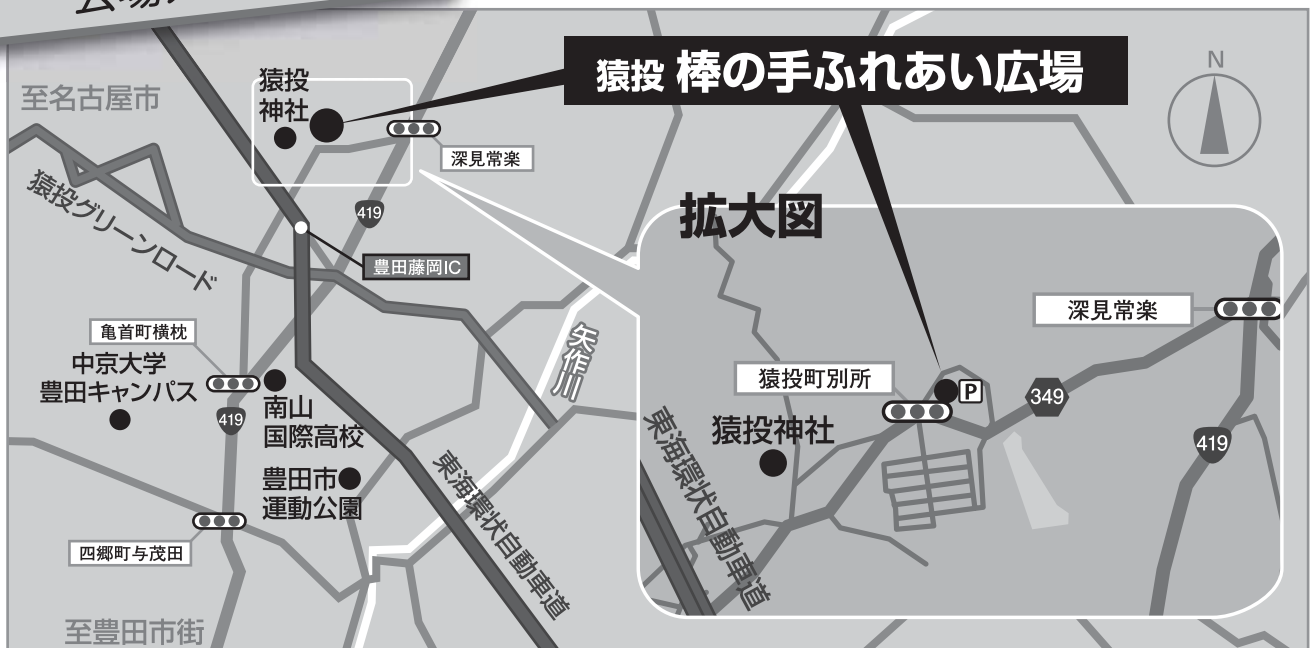 猿投 棒の手ふれあい広場
N
至名古屋市
猿投
神社
深見常楽
猿投グリーンロード
419
豊田藤岡IC
拡大図
深見常楽
亀首町横枕
中京大学
豊田キャンパス
419
南山
国際高校
豊田市
運動公園
矢作川
東海環状自動車道
四郷町与茂田
至豊田市街
猿投町別所
P
349
猿投神社
419
東海環状自動車道